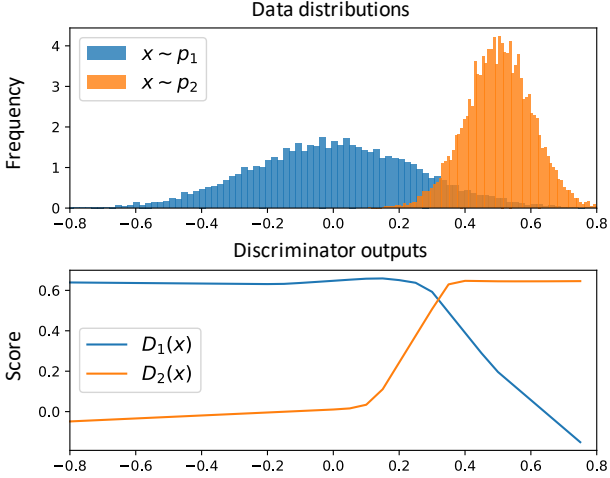 Data distributions
Frequency
4
3
2
1
0
x ~ p₁
x ~ p₂
−0.8 −0.6 −0.4 −0.2 0.0 0.2 0.4 0.6 0.8
Discriminator outputs
Score
0.6
0.4
0.2
0.0
D₁(x)
D₂(x)
−0.8 −0.6 −0.4 −0.2 0.0 0.2 0.4 0.6 0.8